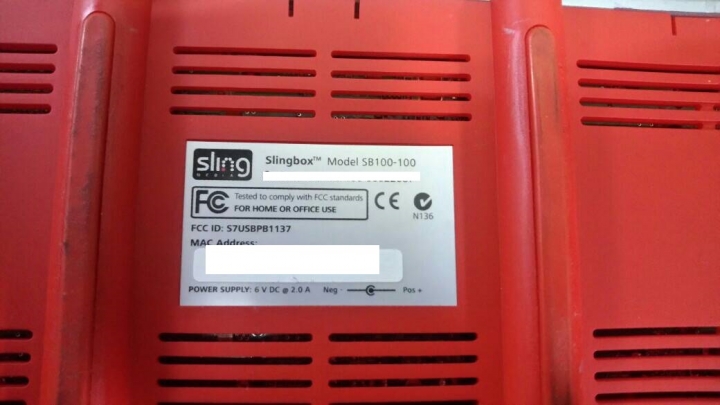 sling
MEDIA
Slingbox™ Model SB100-100
FC Tested to comply with FCC standards
FOR HOME OR OFFICE USE
CE
N136
FCC ID: S7USBPB1137
MAC Address:
POWER SUPPLY: 6 V DC @ 2.0 A Neg - Pos +